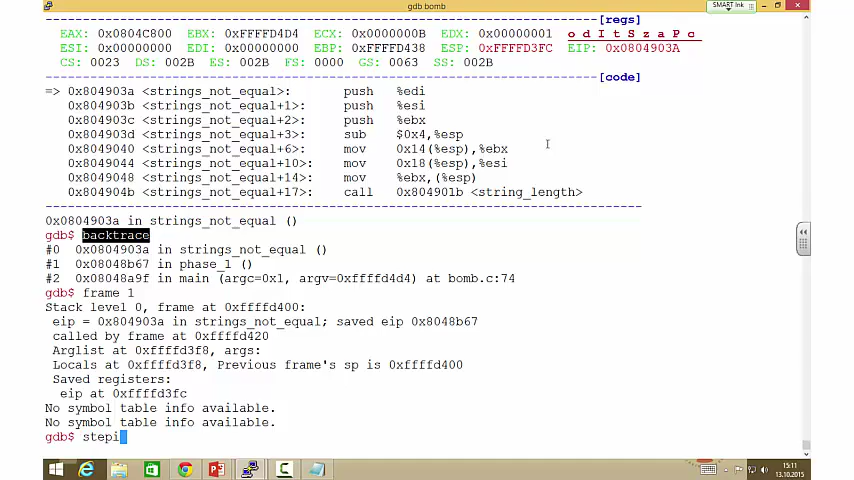 gdb bomb
SMART Ink
[regs]
EAX: 0x0804C800 EBX: 0xFFFFD4D4 ECX: 0x0000000B EDX: 0x00000001 o d I t S z a P c
ESI: 0x00000000 EDI: 0x00000000 EBP: 0xFFFFD438 ESP: 0xFFFFD3FC EIP: 0x0804903A
CS: 0023 DS: 002B ES: 002B FS: 0000 GS: 0063 SS: 002B
[code]
=> 0x804903a <strings_not_equal>: push %edi
0x804903b <strings_not_equal+1>: push %esi
0x804903c <strings_not_equal+2>: push %ebx
0x804903d <strings_not_equal+3>: sub $0x4,%esp
0x8049040 <strings_not_equal+6>: mov 0x14(%esp),%ebx
0x8049044 <strings_not_equal+10>: mov 0x18(%esp),%esi
0x8049048 <strings_not_equal+14>: mov %ebx,(%esp)
0x804904b <strings_not_equal+17>: call 0x804901b <string_length>
0x0804903a in strings_not_equal ()
gdb$ backtrace
#0 0x0804903a in strings_not_equal ()
#1 0x08048b67 in phase_1 ()
#2 0x08048a9f in main (argc=0x1, argv=0xffffd4d4) at bomb.c:74
gdb$ frame 1
Stack level 0, frame at 0xffffd400:
eip = 0x804903a in strings_not_equal; saved eip 0x8048b67
called by frame at 0xffffd420
Arglist at 0xffffd3f8, args:
Locals at 0xffffd3f8, Previous frame's sp is 0xffffd400
Saved registers:
eip at 0xffffd3fc
No symbol table info available.
No symbol table info available.
gdb$ stepi
15:11
13.10.2015